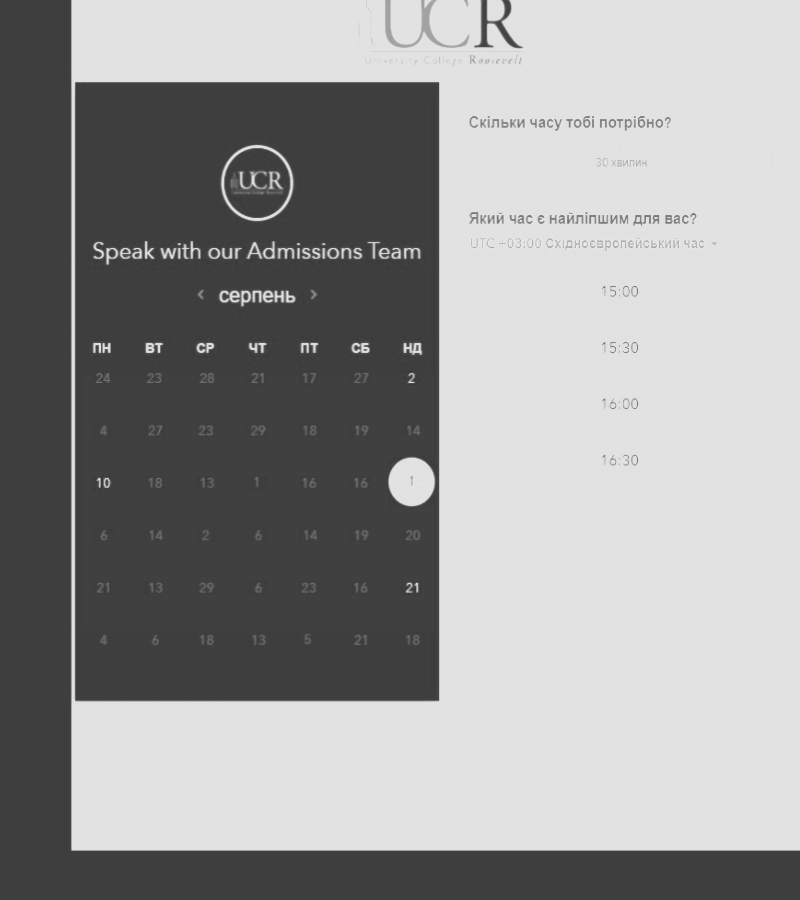 UCR
University College Roosevelt
UCR
Speak with our Admissions Team
‹ серпень ›
ПН ВТ СР ЧТ ПТ СБ НД
24 23 28 21 17 27 2
4 27 23 29 18 19 14
10 18 13 1 16 16 1
6 14 2 6 14 19 20
21 13 29 6 23 16 21
4 6 18 13 5 21 18
Скільки часу тобі потрібно?
30 хвилин
Який час є найліпшим для вас?
UTC +03:00 Східноєвропейський час
15:00
15:30
16:00
16:30